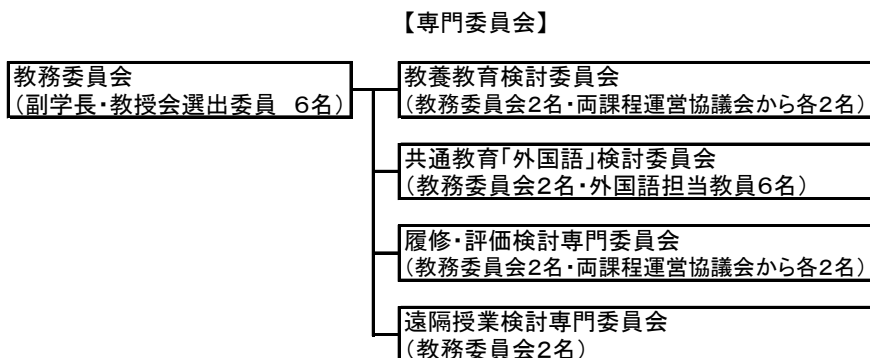 【専門委員会】
教務委員会
(副学長・教授会選出委員　6名)
教養教育検討委員会
(教務委員会2名・両課程運営協議会から各2名)
共通教育「外国語」検討委員会
(教務委員会2名・外国語担当教員6名)
履修・評価検討専門委員会
(教務委員会2名・両課程運営協議会から各2名)
遠隔授業検討専門委員会
(教務委員会2名)